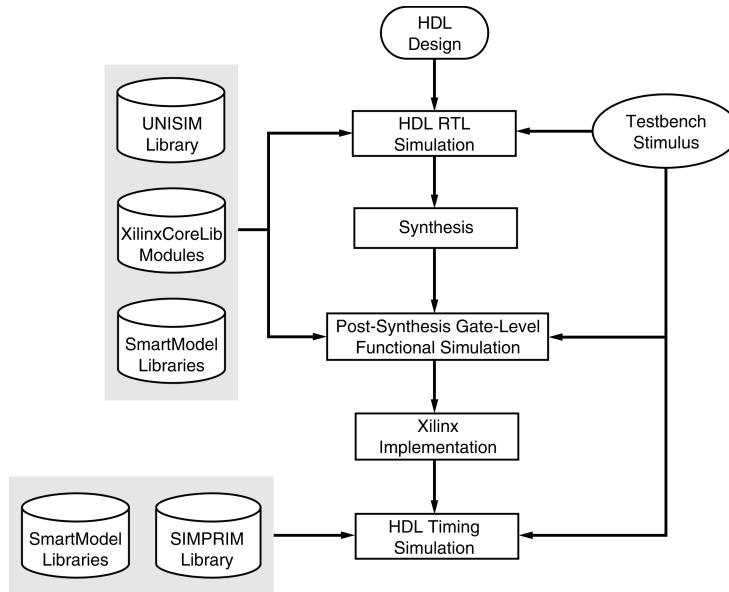 HDL
Design
UNISIM
Library
HDL RTL
Simulation
Testbench
Stimulus
XilinxCoreLib
Modules
Synthesis
SmartModel
Libraries
Post-Synthesis Gate-Level
Functional Simulation
Xilinx
Implementation
SmartModel
Libraries
SIMPRIM
Library
HDL Timing
Simulation